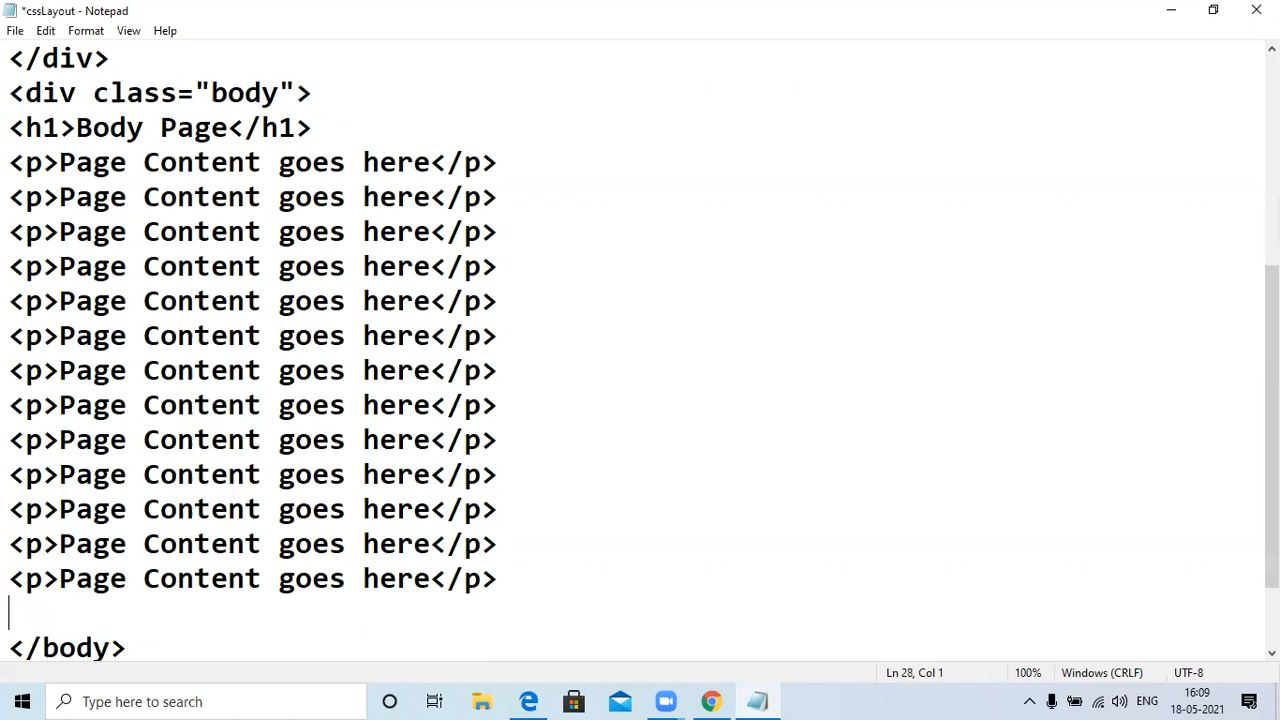 *cssLayout - Notepad
File Edit Format View Help
</div>
<div class="body">
<h1>Body Page</h1>
<p>Page Content goes here</p>
<p>Page Content goes here</p>
<p>Page Content goes here</p>
<p>Page Content goes here</p>
<p>Page Content goes here</p>
<p>Page Content goes here</p>
<p>Page Content goes here</p>
<p>Page Content goes here</p>
<p>Page Content goes here</p>
<p>Page Content goes here</p>
<p>Page Content goes here</p>
<p>Page Content goes here</p>
<p>Page Content goes here</p>
</body>
Ln 28, Col 1 100% Windows (CRLF) UTF-8
Type here to search
ENG
16:09
18-05-2021